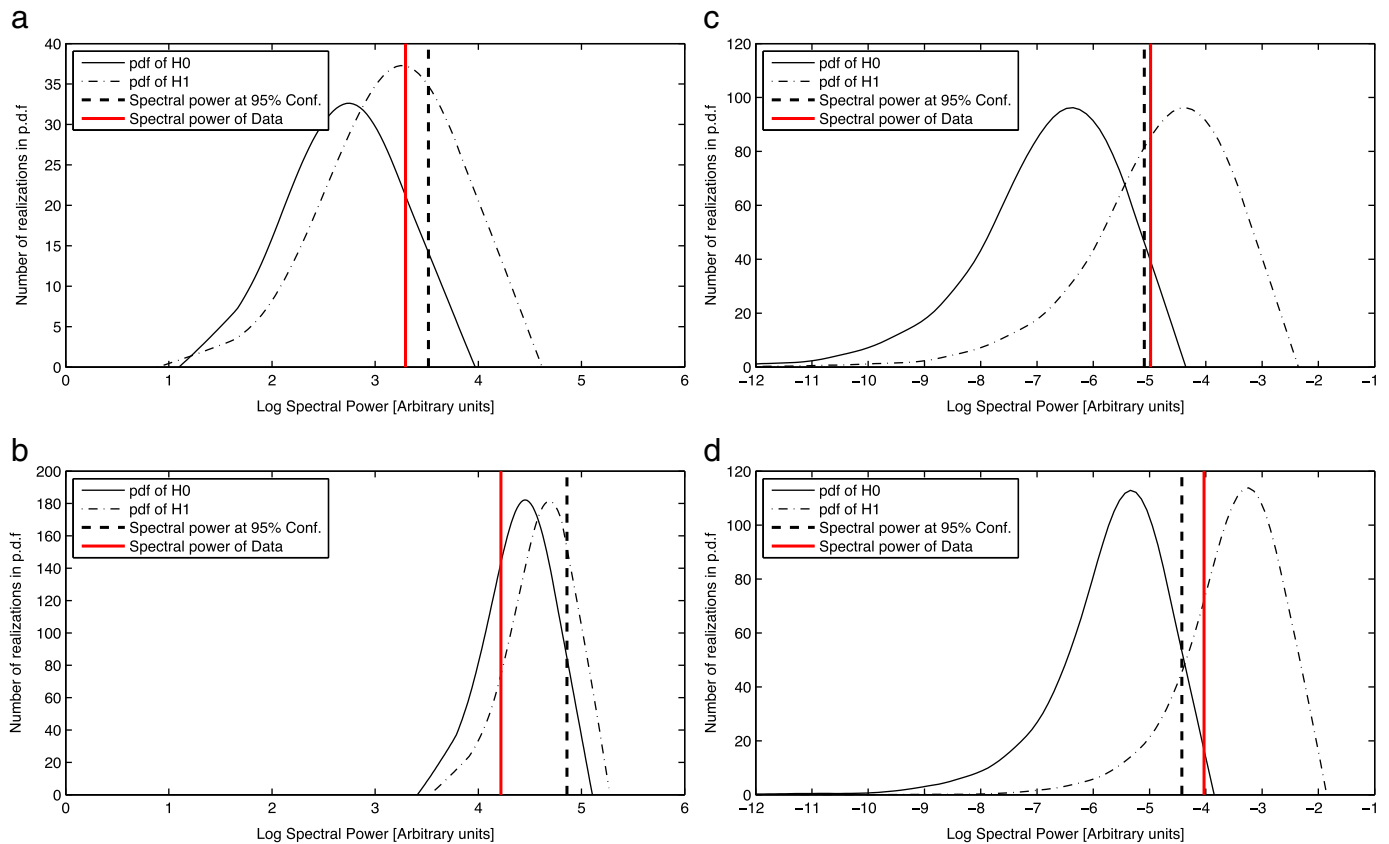 a
40
35
30
25
20
15
10
5
0
Number of realizations in p.d.f
pdf of H0
pdf of H1
Spectral power at 95% Conf.
Spectral power of Data
0 1 2 3 4 5 6
Log Spectral Power [Arbitrary units]
c
120
100
80
60
40
20
0
Number of realizations in p.d.f
pdf of H0
pdf of H1
Spectral power at 95% Conf.
Spectral power of Data
−12 −11 −10 −9 −8 −7 −6 −5 −4 −3 −2 −1
Log Spectral Power [Arbitrary units]
b
200
180
160
140
120
100
80
60
40
20
0
Number of realizations in p.d.f
pdf of H0
pdf of H1
Spectral power at 95% Conf.
Spectral power of Data
0 1 2 3 4 5 6
Log Spectral Power [Arbitrary units]
d
120
100
80
60
40
20
0
Number of realizations in p.d.f
pdf of H0
pdf of H1
Spectral power at 95% Conf.
Spectral power of Data
−12 −11 −10 −9 −8 −7 −6 −5 −4 −3 −2 −1
Log Spectral Power [Arbitrary units]